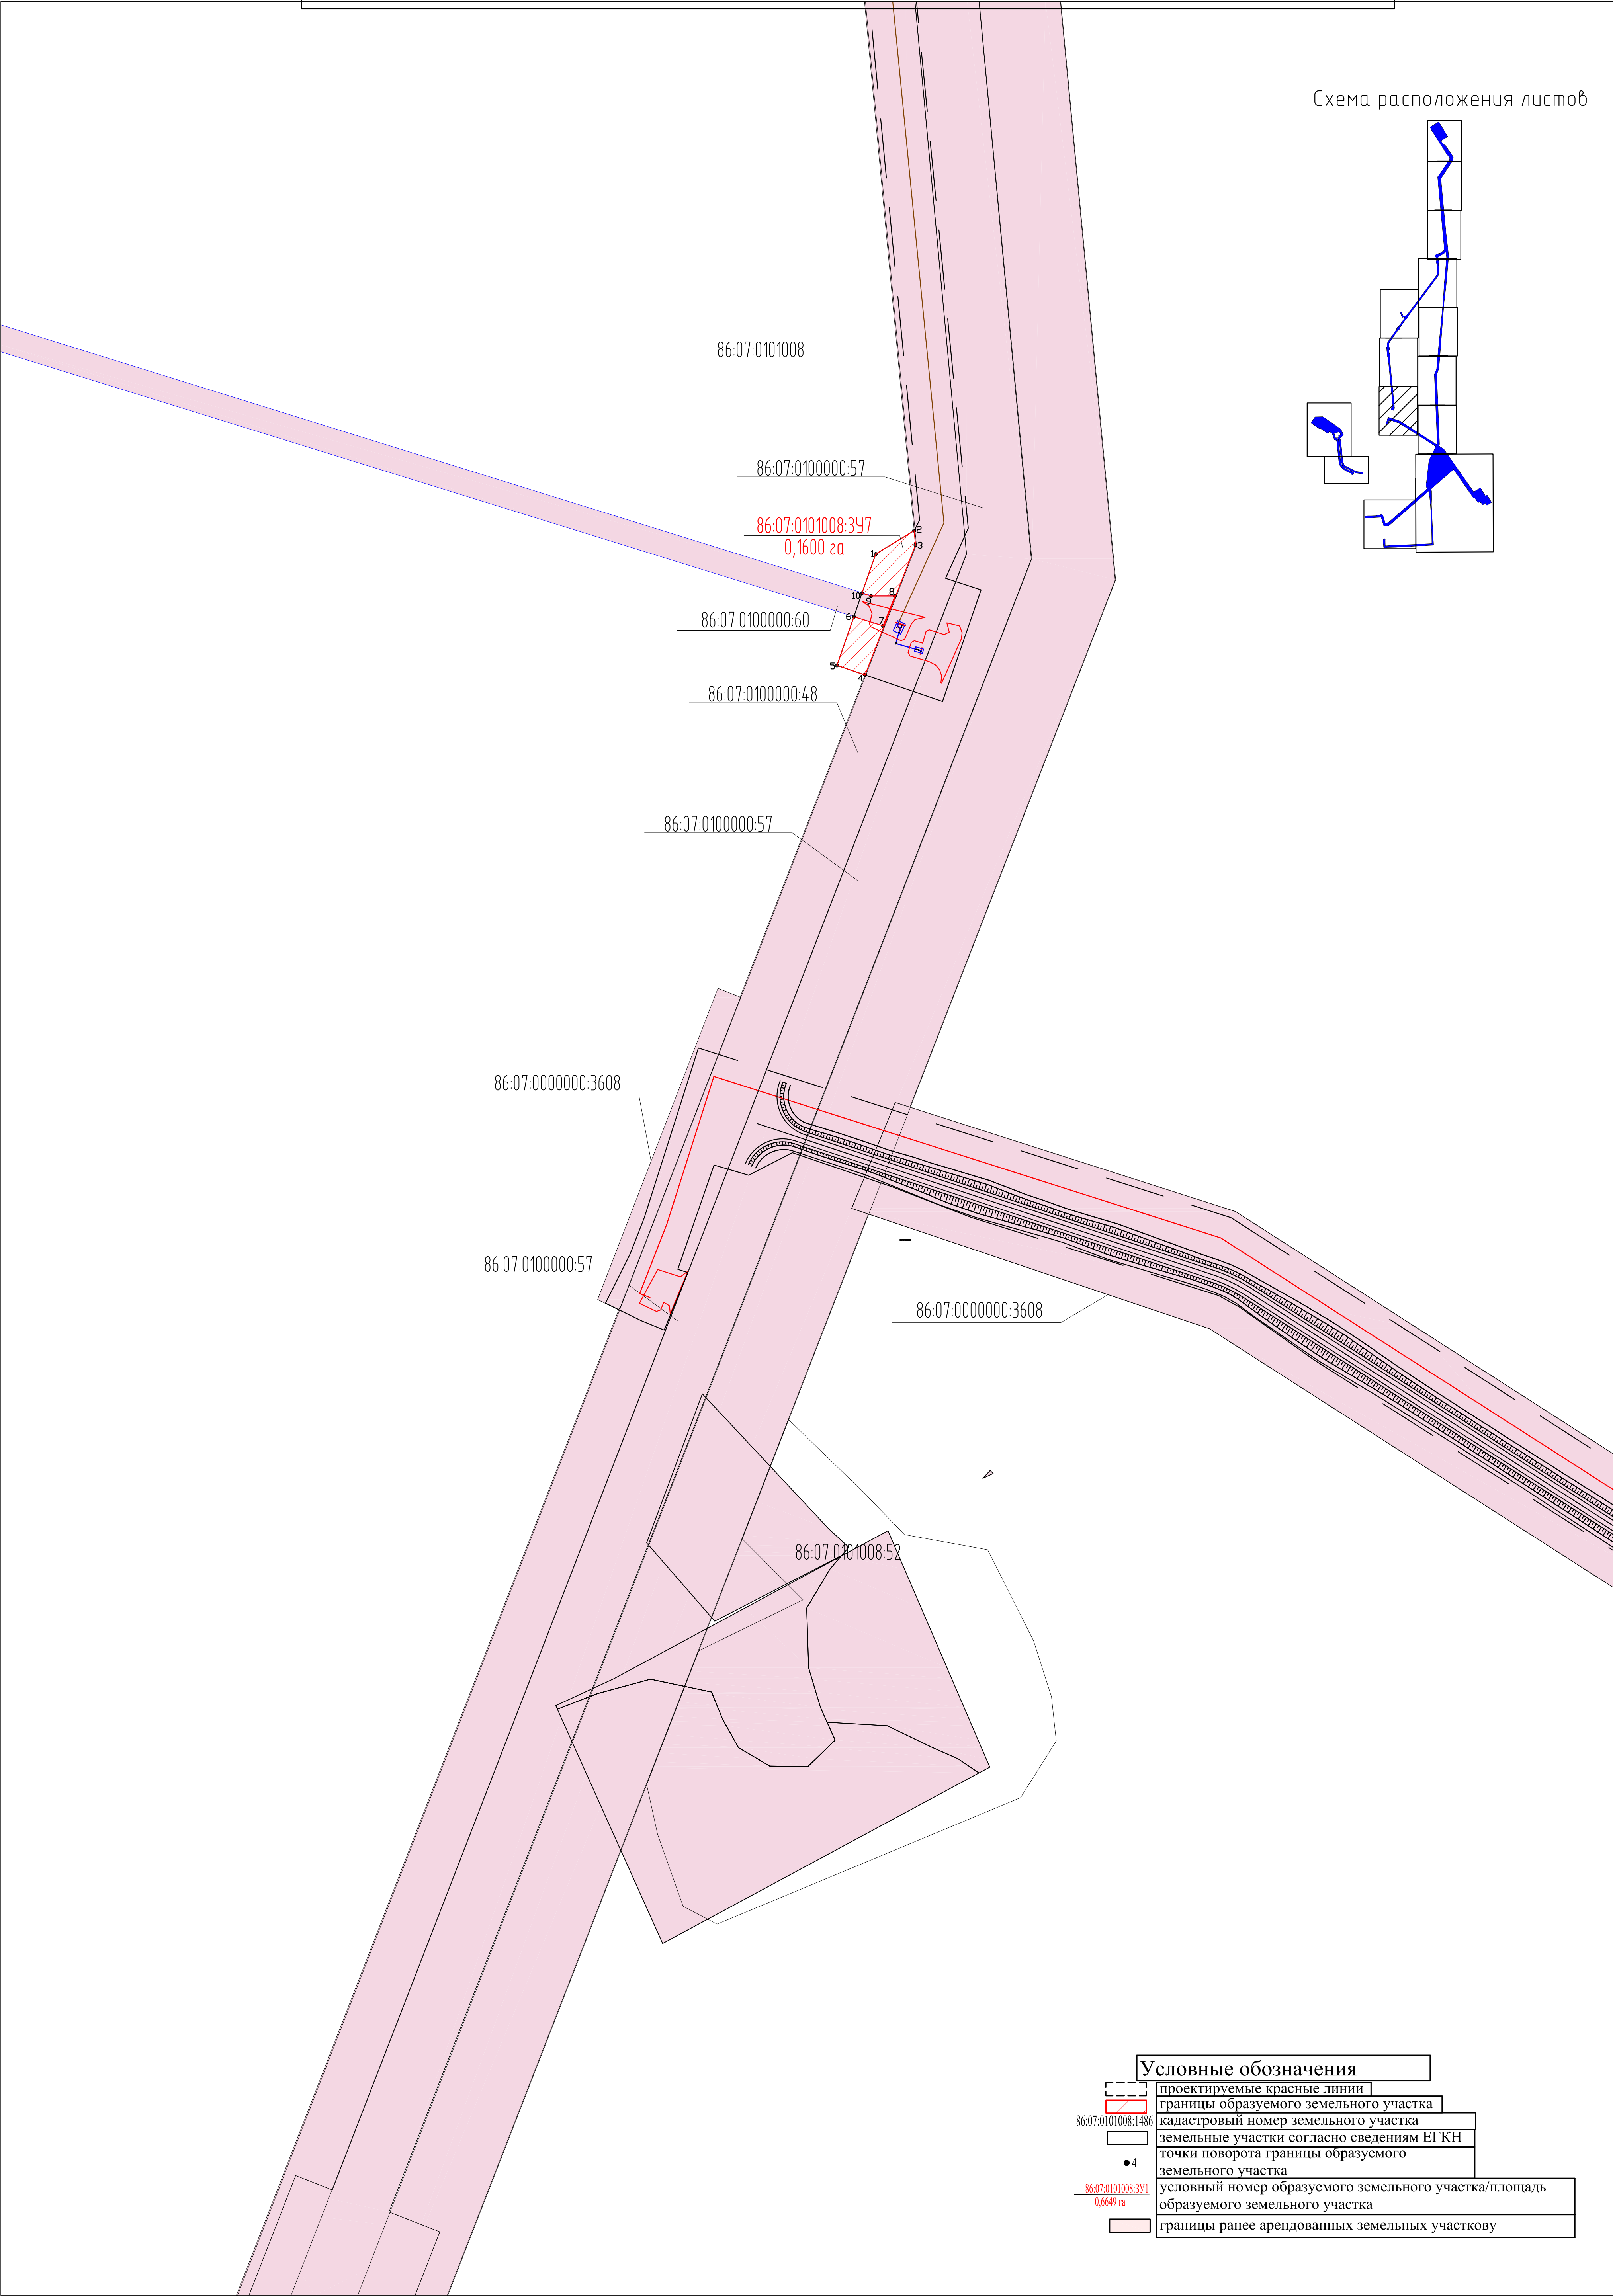 Схема расположения листов
86:07:0101008
86:07:0100000:57
86:07:0101008:ЗУ7
0,1600 га
2
3
1
10
9
8
6
7
86:07:0100000:60
5
4
86:07:0100000:48
86:07:0100000:57
86:07:0000000:3608
86:07:0100000:57
86:07:0000000:3608
86:07:0101008:52
Условные обозначения
проектируемые красные линии
границы образуемого земельного участка
86:07:0101008:1486 кадастровый номер земельного участка
земельные участки согласно сведениям ЕГКН
точки поворота границы образуемого
4
земельного участка
86:07:0101008:ЗУ1 условный номер образуемого земельного участка/площадь
0,6649 га образуемого земельного участка
границы ранее арендованных земельных участкову